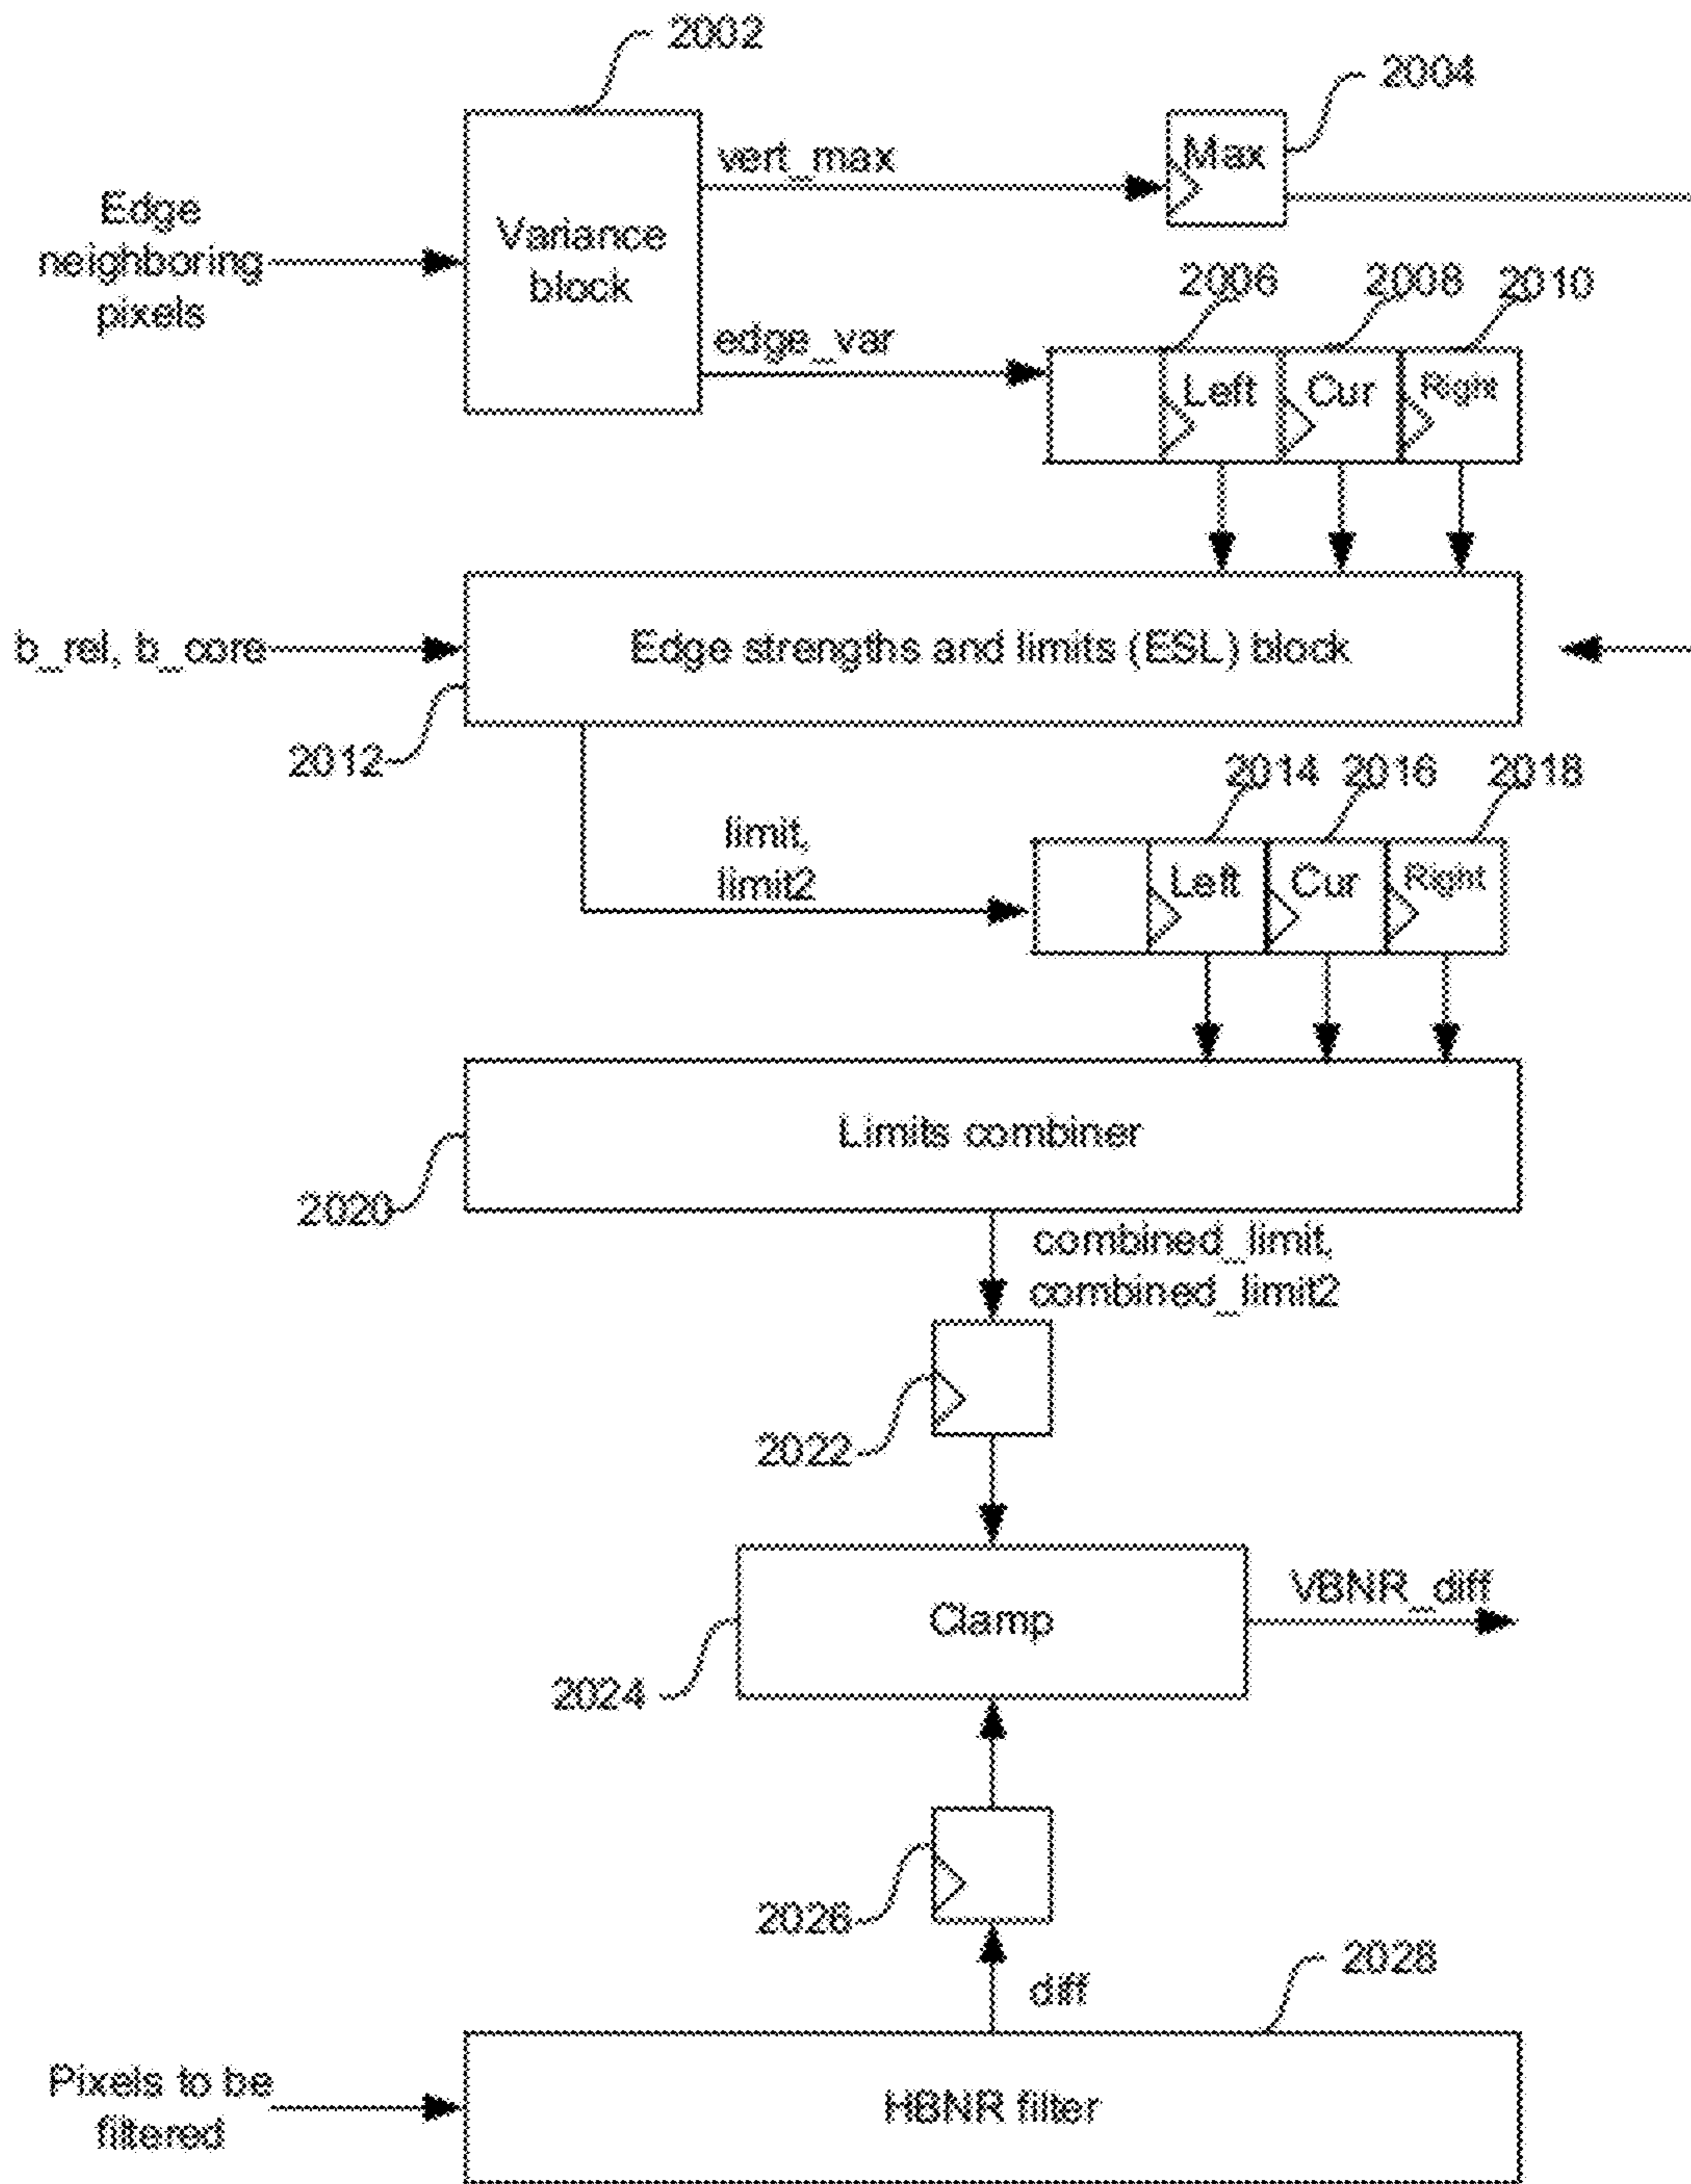 2002
2004
vert_max
Max
Edge
neighboring
pixels
Variance
block
2006
2008
2010
edge_var
Left
Cur
Right
b_rel, b_core
Edge strengths and limits (ESL) block
2012
2014
2016
2018
limit,
limit2
Left
Cur
Right
Limits combiner
2020
combined_limit,
combined_limit2
2022
Clamp
VBNR_diff
2024
2026
diff
2028
Pixels to be
filtered
HBNR filter